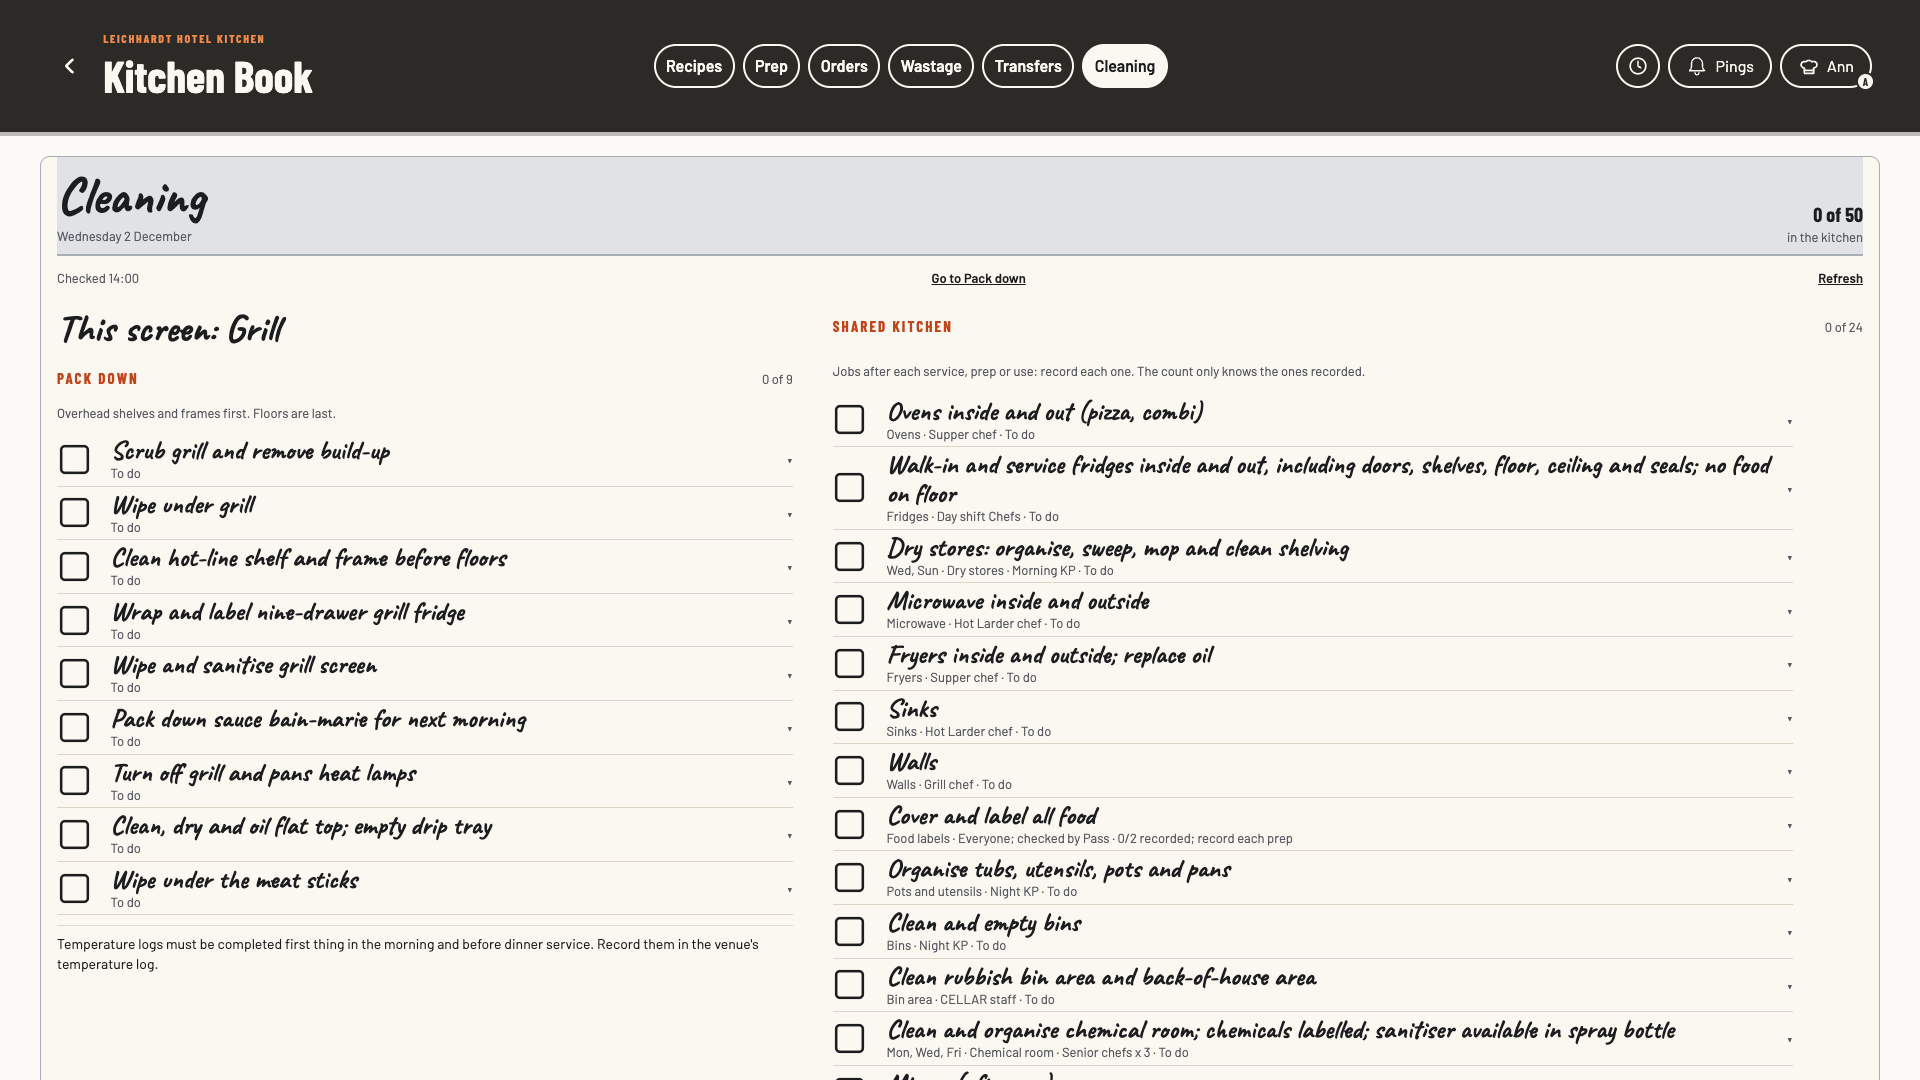 LEICHHARDT HOTEL KITCHEN
Kitchen Book
Recipes
Prep
Orders
Wastage
Transfers
Cleaning
Pings
Ann
A
Cleaning
Wednesday 2 December
0 of 50
in the kitchen
Checked 14:00
Go to Pack down
Refresh
This screen: Grill
PACK DOWN
0 of 9
Overhead shelves and frames first. Floors are last.
Scrub grill and remove build-up
To do
Wipe under grill
To do
Clean hot-line shelf and frame before floors
To do
Wrap and label nine-drawer grill fridge
To do
Wipe and sanitise grill screen
To do
Pack down sauce bain-marie for next morning
To do
Turn off grill and pans heat lamps
To do
Clean, dry and oil flat top; empty drip tray
To do
Wipe under the meat sticks
To do
Temperature logs must be completed first thing in the morning and before dinner service. Record them in the venue's
temperature log.
SHARED KITCHEN
0 of 24
Jobs after each service, prep or use: record each one. The count only knows the ones recorded.
Ovens inside and out (pizza, combi)
Ovens · Supper chef · To do
Walk-in and service fridges inside and out, including doors, shelves, floor, ceiling and seals; no food
on floor
Fridges · Day shift Chefs · To do
Dry stores: organise, sweep, mop and clean shelving
Wed, Sun · Dry stores · Morning KP · To do
Microwave inside and outside
Microwave · Hot Larder chef · To do
Fryers inside and outside; replace oil
Fryers · Supper chef · To do
Sinks
Sinks · Hot Larder chef · To do
Walls
Walls · Grill chef · To do
Cover and label all food
Food labels · Everyone; checked by Pass · 0/2 recorded; record each prep
Organise tubs, utensils, pots and pans
Pots and utensils · Night KP · To do
Clean and empty bins
Bins · Night KP · To do
Clean rubbish bin area and back-of-house area
Bin area · CELLAR staff · To do
Clean and organise chemical room; chemicals labelled; sanitiser available in spray bottle
Mon, Wed, Fri · Chemical room · Senior chefs x 3 · To do